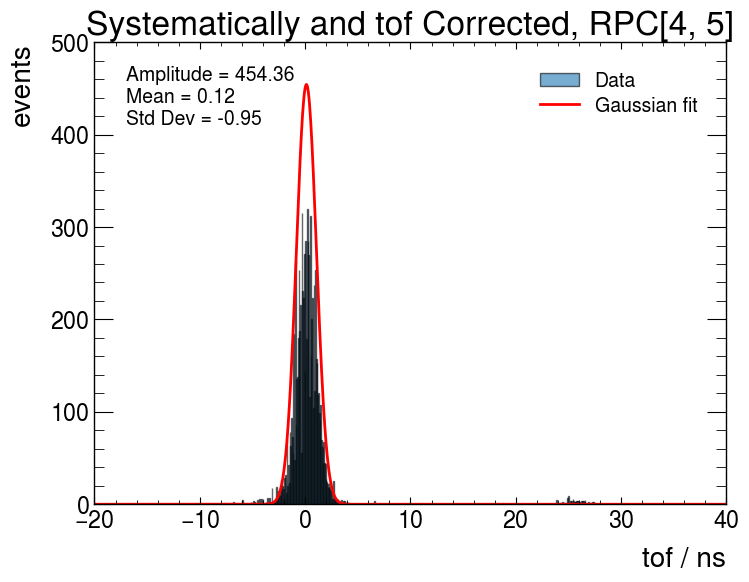 Systematically and tof Corrected, RPC[4, 5]
events
500
400
300
200
100
0
Amplitude = 454.36
Mean = 0.12
Std Dev = -0.95
Data
Gaussian fit
−20
−10
0
10
20
30
40
tof / ns